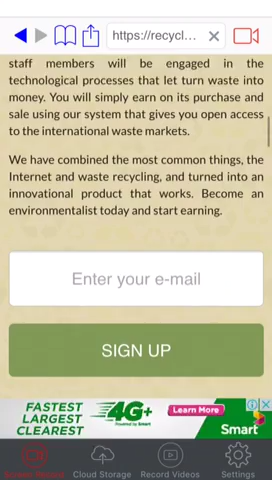 https://recycl...
staff members will be engaged in the
technological processes that let turn waste into
money. You will simply earn on its purchase and
sale using our system that gives you open access
to the international waste markets.
We have combined the most common things, the
Internet and waste recycling, and turned into an
innovational product that works. Become an
environmentalist today and start earning.
Enter your e-mail
SIGN UP
FASTEST
LARGEST
CLEAREST
4G+
Powered by Smart
Learn More
Smart
Cloud Storage
Record Videos
Settings